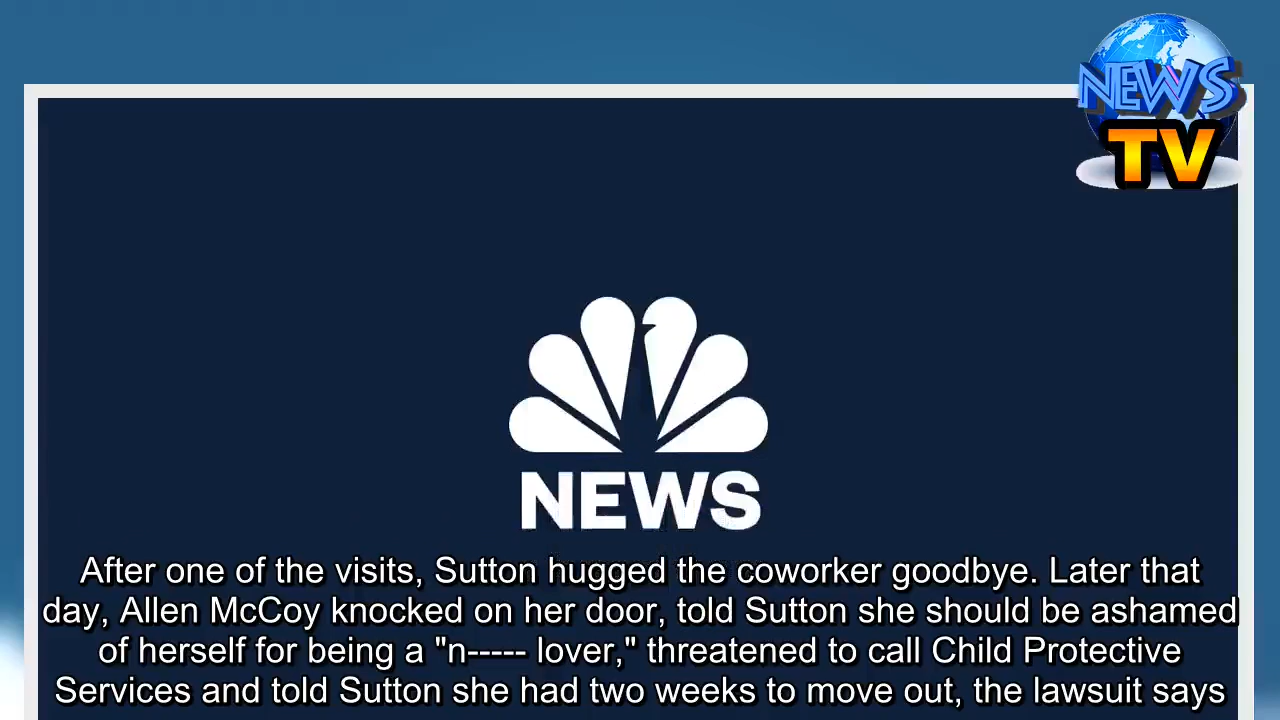 NEWS
TV
NEWS
After one of the visits, Sutton hugged the coworker goodbye. Later that
day, Allen McCoy knocked on her door, told Sutton she should be ashamed
of herself for being a "n----- lover," threatened to call Child Protective
Services and told Sutton she had two weeks to move out, the lawsuit says